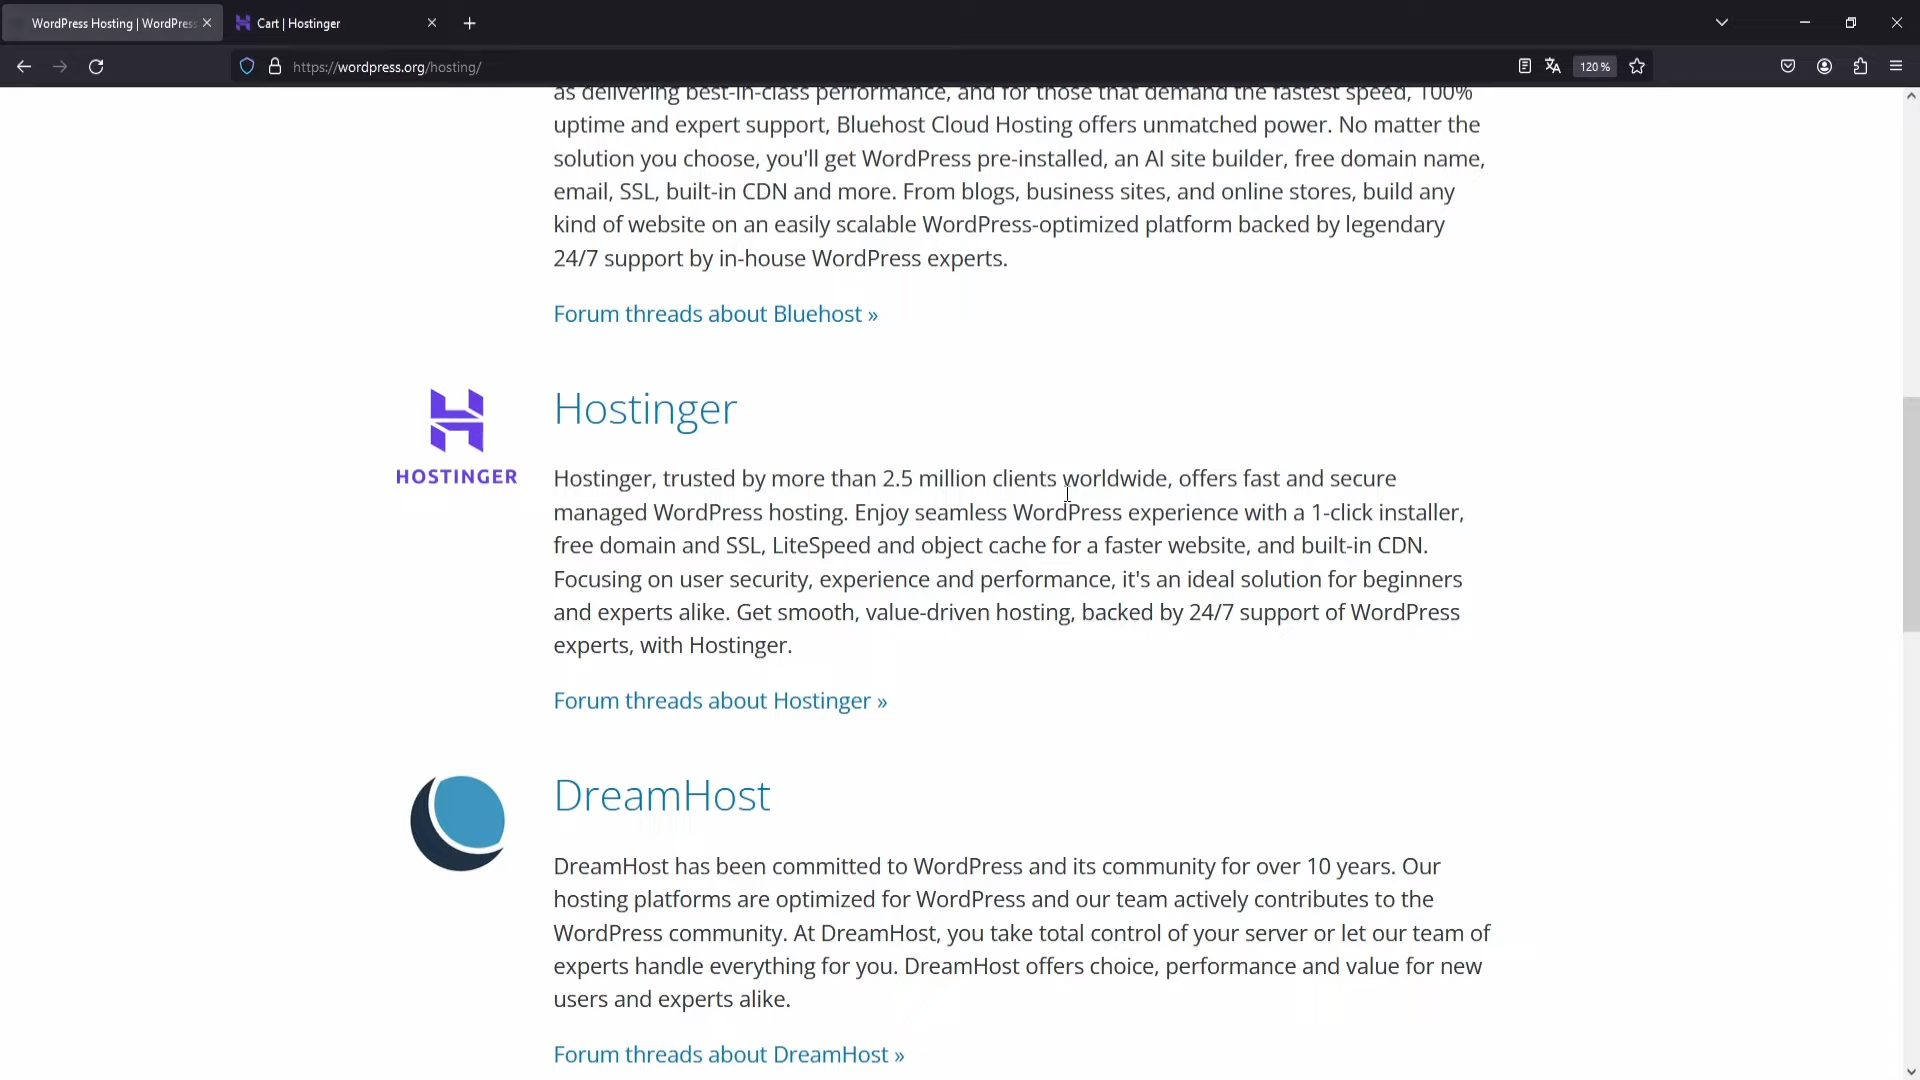 WordPress Hosting | WordPres
Cart | Hostinger
https://wordpress.org/hosting/
120 %
as delivering best-in-class performance, and for those that demand the fastest speed, 100%
uptime and expert support, Bluehost Cloud Hosting offers unmatched power. No matter the
solution you choose, you'll get WordPress pre-installed, an AI site builder, free domain name,
email, SSL, built-in CDN and more. From blogs, business sites, and online stores, build any
kind of website on an easily scalable WordPress-optimized platform backed by legendary
24/7 support by in-house WordPress experts.
Forum threads about Bluehost »
HOSTINGER
Hostinger
Hostinger, trusted by more than 2.5 million clients worldwide, offers fast and secure
managed WordPress hosting. Enjoy seamless WordPress experience with a 1-click installer,
free domain and SSL, LiteSpeed and object cache for a faster website, and built-in CDN.
Focusing on user security, experience and performance, it's an ideal solution for beginners
and experts alike. Get smooth, value-driven hosting, backed by 24/7 support of WordPress
experts, with Hostinger.
Forum threads about Hostinger »
DreamHost
DreamHost has been committed to WordPress and its community for over 10 years. Our
hosting platforms are optimized for WordPress and our team actively contributes to the
WordPress community. At DreamHost, you take total control of your server or let our team of
experts handle everything for you. DreamHost offers choice, performance and value for new
users and experts alike.
Forum threads about DreamHost »